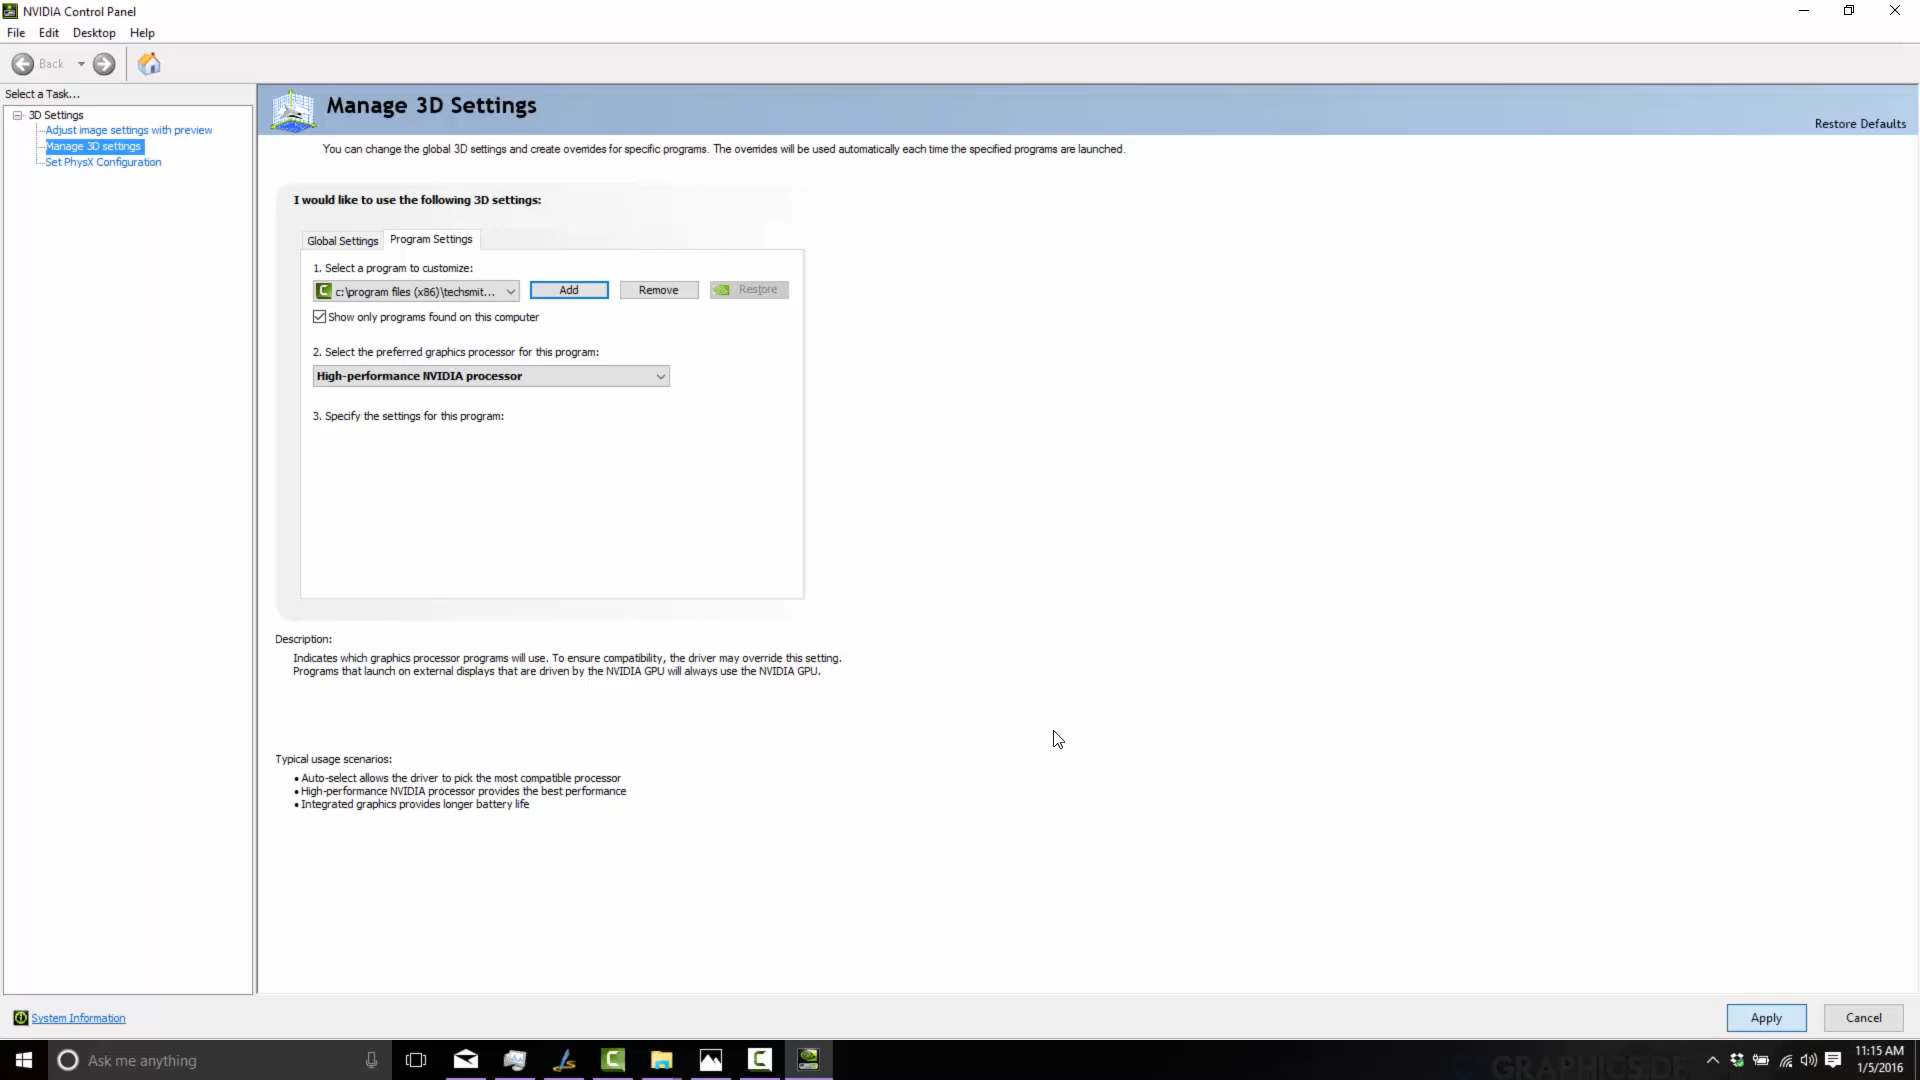 NVIDIA Control Panel
File Edit Desktop Help
Back
Select a Task...
3D Settings
Adjust image settings with preview
Manage 3D settings
Set PhysX Configuration
Manage 3D Settings
Restore Defaults
You can change the global 3D settings and create overrides for specific programs. The overrides will be used automatically each time the specified programs are launched.
I would like to use the following 3D settings:
Global Settings Program Settings
1. Select a program to customize:
c:\program files (x86)\techsmit... Add Remove Restore
Show only programs found on this computer
2. Select the preferred graphics processor for this program:
High-performance NVIDIA processor
3. Specify the settings for this program:
Description:
Indicates which graphics processor programs will use. To ensure compatibility, the driver may override this setting.
Programs that launch on external displays that are driven by the NVIDIA GPU will always use the NVIDIA GPU.
Typical usage scenarios:
• Auto-select allows the driver to pick the most compatible processor
• High-performance NVIDIA processor provides the best performance
• Integrated graphics provides longer battery life
System Information
Apply Cancel
Ask me anything
11:15 AM
1/5/2016